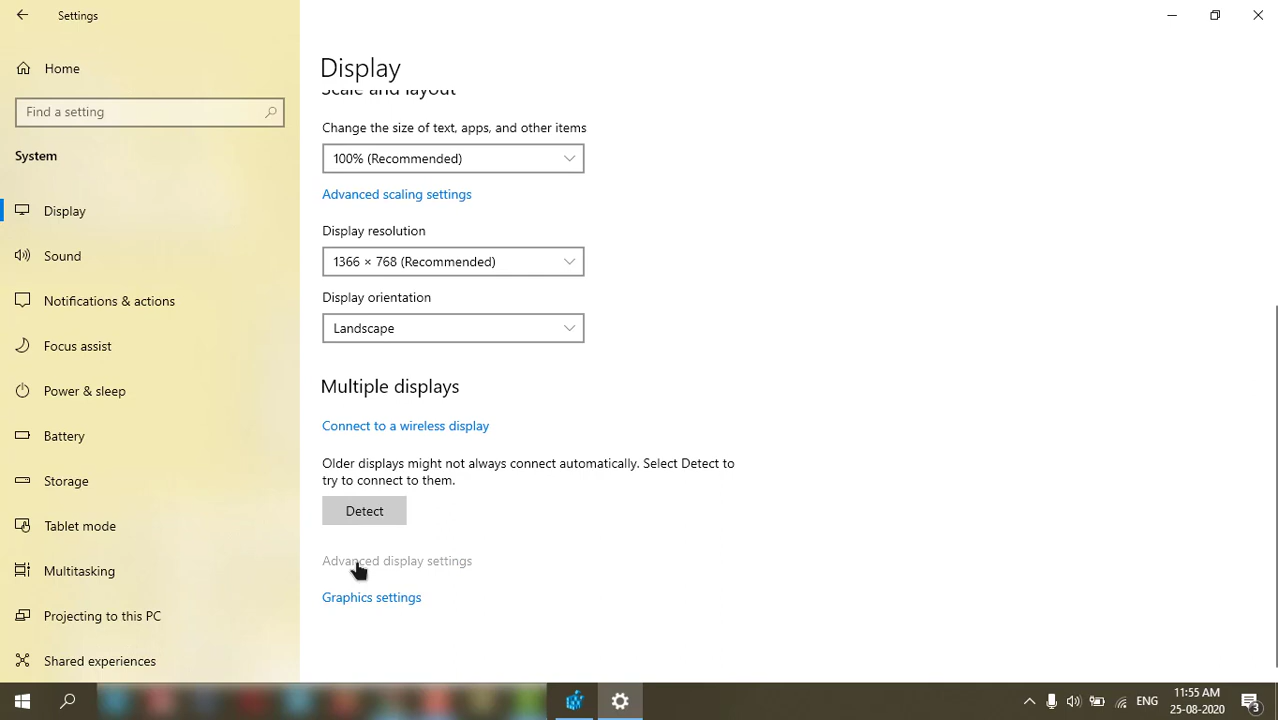 Settings
Home
Find a setting
System
Display
Sound
Notifications & actions
Focus assist
Power & sleep
Battery
Storage
Tablet mode
Multitasking
Projecting to this PC
Shared experiences
Display
Scale and layout
Change the size of text, apps, and other items
100% (Recommended)
Advanced scaling settings
Display resolution
1366 × 768 (Recommended)
Display orientation
Landscape
Multiple displays
Connect to a wireless display
Older displays might not always connect automatically. Select Detect to
try to connect to them.
Detect
Advanced display settings
Graphics settings
ENG
11:55 AM
25-08-2020
3